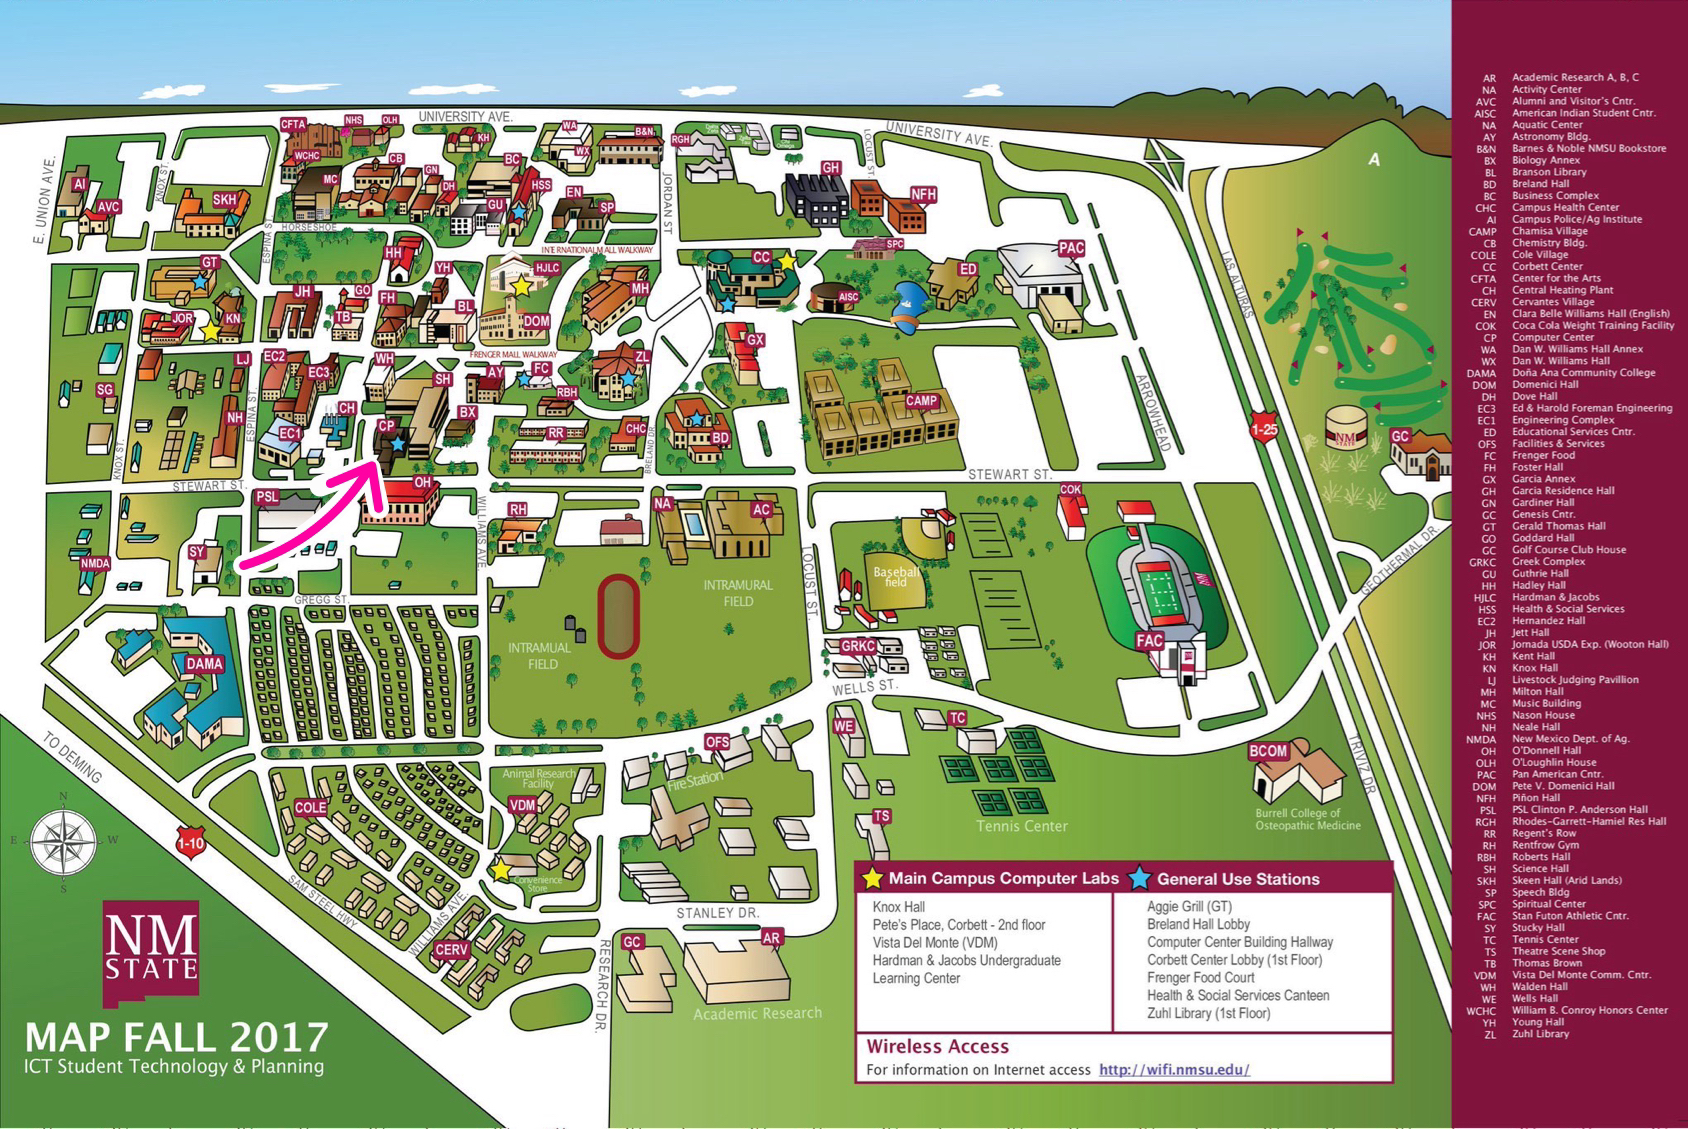 UNIVERSITY AVE.
UNIVERSITY AVE.
E. UNION AVE.
KNOX ST.
ESPINA ST.
HORSESHOE
JORDAN ST
LOCUST ST.
LAS ALTURAS
A
CFTA
NHS
OLH
KH
WA
B&N
RGH
WCHC
CB
GN
BC
WX
MC
DH
HSS
EN
GH
NFH
AI
AVC
SKH
GU
SP
INTERNATIONAL MALL WALKWAY
HH
SPC
PAC
GT
YH
HJLC
CC
ED
JH
GO
FH
BL
MH
AISC
JOR
KN
TB
DOM
GX
FRENGER MALL WALKWAY
LJ
EC2
WH
ZL
EC3
SH
AY
FC
SG
RBH
CAMP
ARROWHEAD
NH
CH
BX
CP
EC1
RR
CHC
BD
BRELAND DR.
I-25
NM
STATE
GC
KNOX ST.
ESPINA ST.
STEWART ST.
STEWART ST.
PSL
OH
WILLIAMS AVE.
RH
NA
AC
COK
SY
NMDA
GREGG ST.
Baseball
field
INTRAMURAL
FIELD
INTRAMUAL
FIELD
LOCUST ST.
GEOTHERMAL DR.
DAMA
GRKC
FAC
WELLS ST.
TO DEMING
WE
TC
OFS
BCOM
TRIVIZ DR
Fire Station
Animal Research
Facility
COLE
VDM
TS
Tennis Center
Burrell College of
Osteopathic Medicine
N
E
W
S
1-10
Convenience
Store
SAM STEEL HWY
WILLIAMS AVE.
STANLEY DR.
CERV
GC
AR
RESEARCH DR.
Academic Research
NM
STATE
MAP FALL 2017
ICT Student Technology & Planning
Main Campus Computer Labs
Knox Hall
Pete's Place, Corbett - 2nd floor
Vista Del Monte (VDM)
Hardman & Jacobs Undergraduate
Learning Center
General Use Stations
Aggie Grill (GT)
Breland Hall Lobby
Computer Center Building Hallway
Corbett Center Lobby (1st Floor)
Frenger Food Court
Health & Social Services Canteen
Zuhl Library (1st Floor)
Wireless Access
For information on Internet access http://wifi.nmsu.edu/
AR Academic Research A, B, C
NA Activity Center
AVC Alumni and Visitor's Cntr.
AISC American Indian Student Cntr.
NA Aquatic Center
AY Astronomy Bldg.
B&N Barnes & Noble NMSU Bookstore
BX Biology Annex
BL Branson Library
BD Breland Hall
BC Business Complex
CHC Campus Health Center
AI Campus Police/Ag Institute
CAMP Chamisa Village
CB Chemistry Bldg.
COLE Cole Village
CC Corbett Center
CFTA Center for the Arts
CH Central Heating Plant
CERV Cervantes Village
EN Clara Belle Williams Hall (English)
COK Coca Cola Weight Training Facility
CP Computer Center
WA Dan W. Williams Hall Annex
WX Dan W. Williams Hall
DAMA Doña Ana Community College
DOM Domenici Hall
DH Dove Hall
EC3 Ed & Harold Foreman Engineering
EC1 Engineering Complex
ED Educational Services Cntr.
OFS Facilities & Services
FC Frenger Food
FH Foster Hall
GX Garcia Annex
GH Garcia Residence Hall
GN Gardiner Hall
GC Genesis Cntr.
GT Gerald Thomas Hall
GO Goddard Hall
GC Golf Course Club House
GRKC Greek Complex
GU Guthrie Hall
HH Hadley Hall
HJLC Hardman & Jacobs
HSS Health & Social Services
EC2 Hernandez Hall
JH Jett Hall
JOR Jornada USDA Exp. (Wooton Hall)
KH Kent Hall
KN Knox Hall
LJ Livestock Judging Pavillion
MH Milton Hall
MC Music Building
NHS Nason House
NH Neale Hall
NMDA New Mexico Dept. of Ag.
OH O'Donnell Hall
OLH O'Loughlin House
PAC Pan American Cntr.
DOM Pete V. Domenici Hall
NFH Piñon Hall
PSL PSL Clinton P. Anderson Hall
RGH Rhodes-Garrett-Hamiel Res Hall
RR Regent's Row
RH Rentfrow Gym
RBH Roberts Hall
SH Science Hall
SKH Skeen Hall (Arid Lands)
SP Speech Bldg
SPC Spiritual Center
FAC Stan Futon Athletic Cntr.
SY Stucky Hall
TC Tennis Center
TS Theatre Scene Shop
TB Thomas Brown
VDM Vista Del Monte Comm. Cntr.
WH Walden Hall
WE Wells Hall
WCHC William B. Conroy Honors Center
YH Young Hall
ZL Zuhl Library